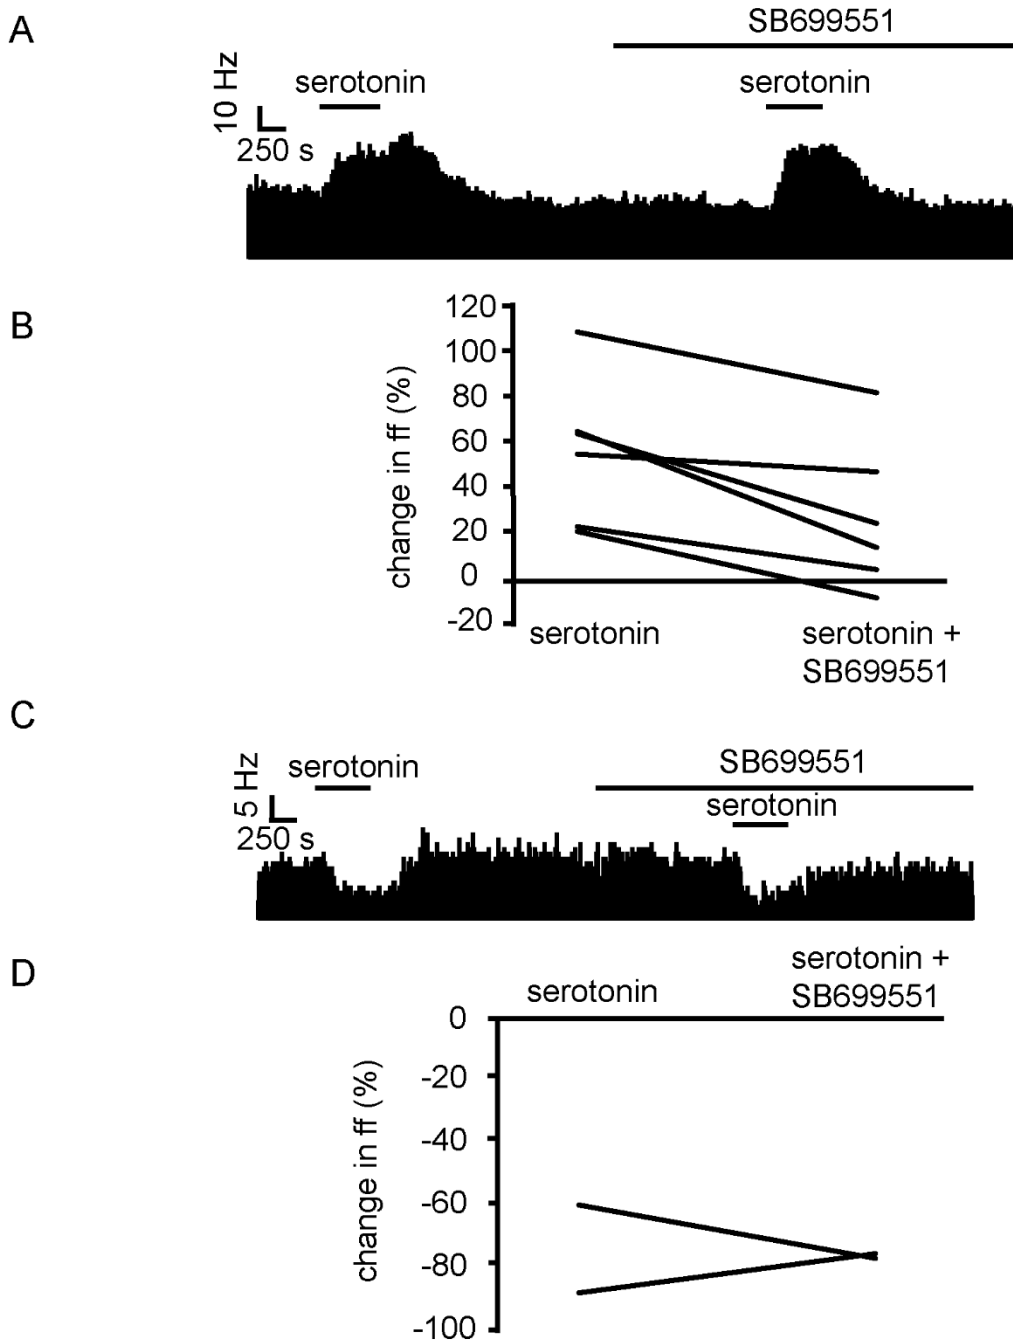 A
SB699551
serotonin
serotonin
10 Hz
250 s
B
120
100
80
60
40
20
0
-20
change in ff (%)
serotonin
serotonin +
SB699551
C
SB699551
serotonin
serotonin
5 Hz
250 s
D
serotonin
serotonin +
SB699551
0
-20
-40
-60
-80
-100
change in ff (%)